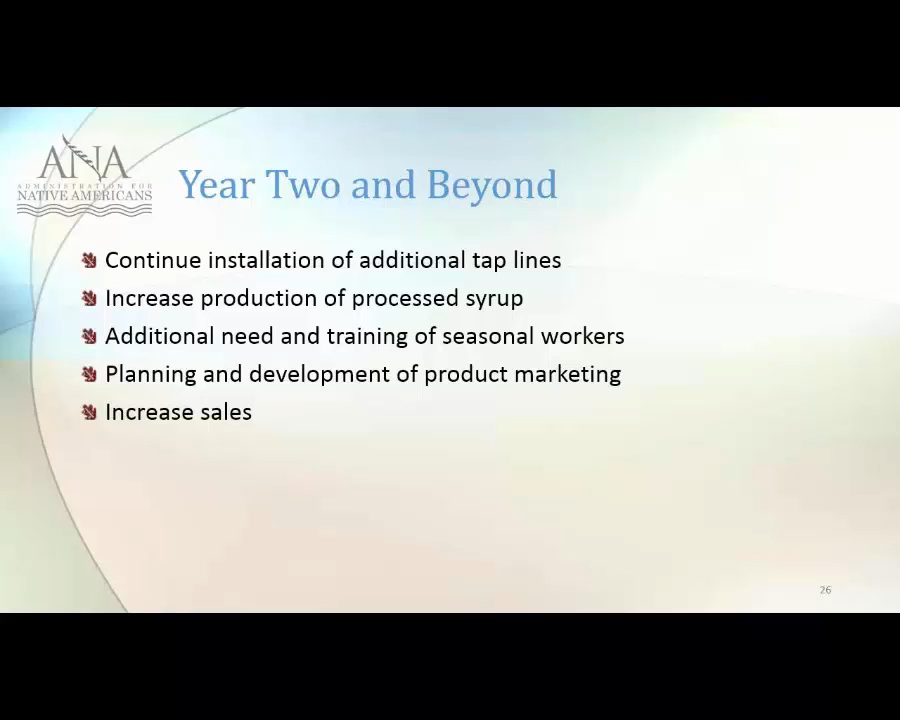 ANA
ADMINISTRATION FOR
NATIVE AMERICANS
Year Two and Beyond
Continue installation of additional tap lines
Increase production of processed syrup
Additional need and training of seasonal workers
Planning and development of product marketing
Increase sales
26